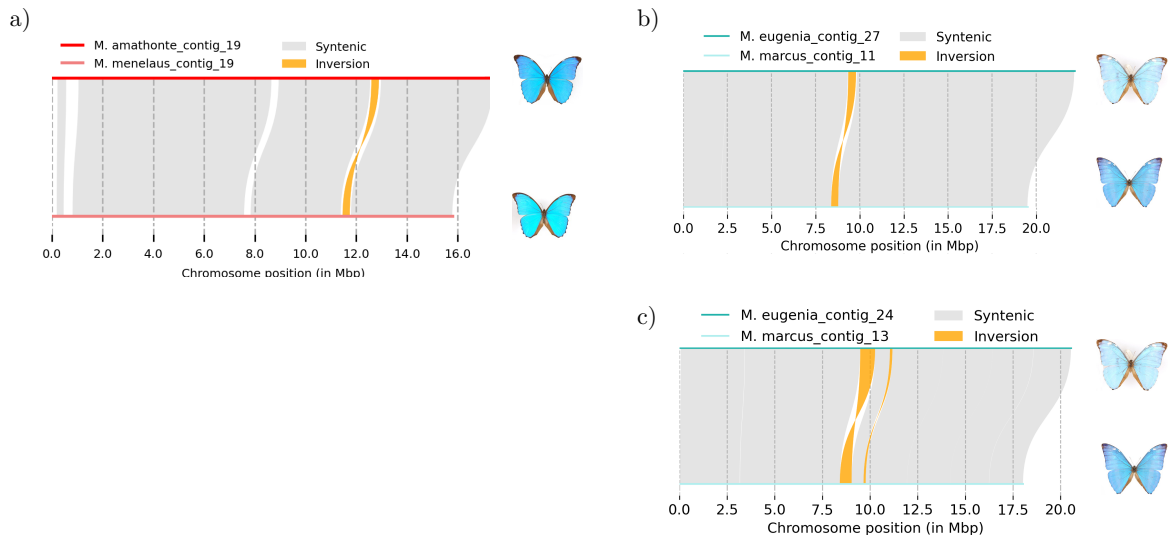 a)
M. amathonte_contig_19 Syntenic
M. menelaus_contig_19 Inversion
0.0 2.0 4.0 6.0 8.0 10.0 12.0 14.0 16.0
Chromosome position (in Mbp)
b)
M. eugenia_contig_27 Syntenic
M. marcus_contig_11 Inversion
0.0 2.5 5.0 7.5 10.0 12.5 15.0 17.5 20.0
Chromosome position (in Mbp)
c)
M. eugenia_contig_24 Syntenic
M. marcus_contig_13 Inversion
0.0 2.5 5.0 7.5 10.0 12.5 15.0 17.5 20.0
Chromosome position (in Mbp)